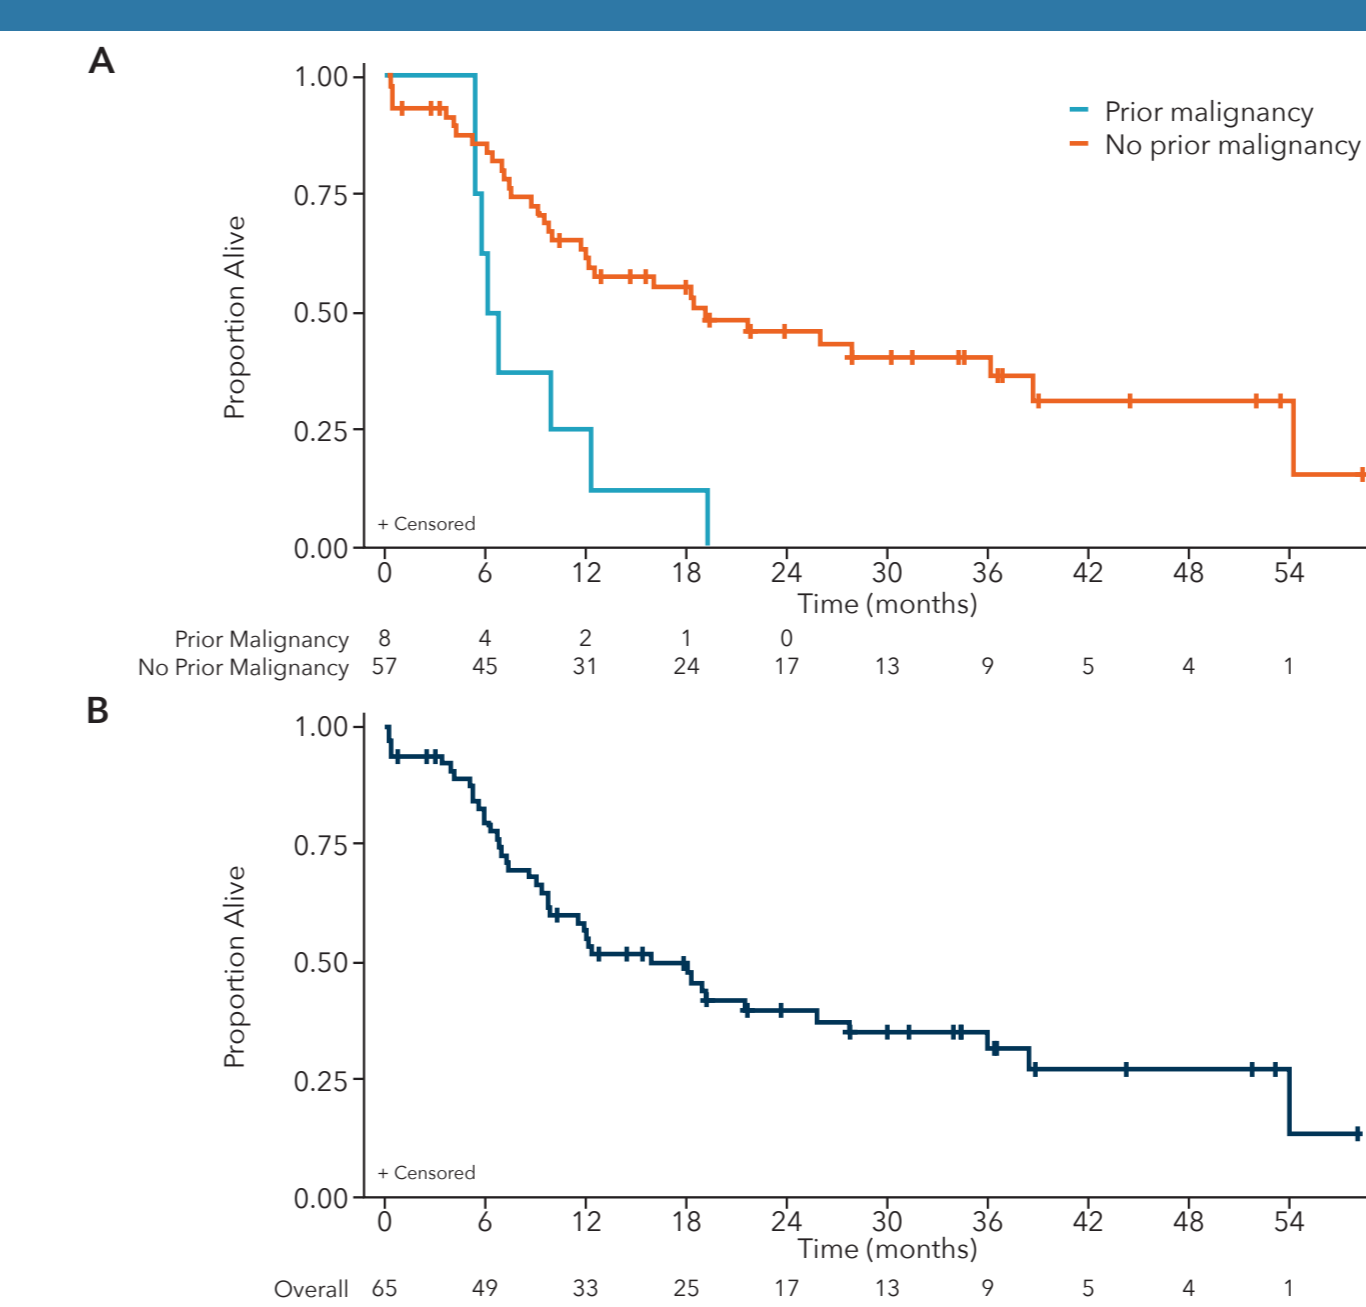 A
1.00
0.75
0.50
0.25
0.00
Proportion Alive
Prior malignancy
No prior malignancy
+ Censored
0 6 12 18 24 30 36 42 48 54
Time (months)
Prior Malignancy 8 4 2 1 0
No Prior Malignancy 57 45 31 24 17 13 9 5 4 1
B
1.00
0.75
0.50
0.25
0.00
Proportion Alive
+ Censored
0 6 12 18 24 30 36 42 48 54
Time (months)
Overall 65 49 33 25 17 13 9 5 4 1